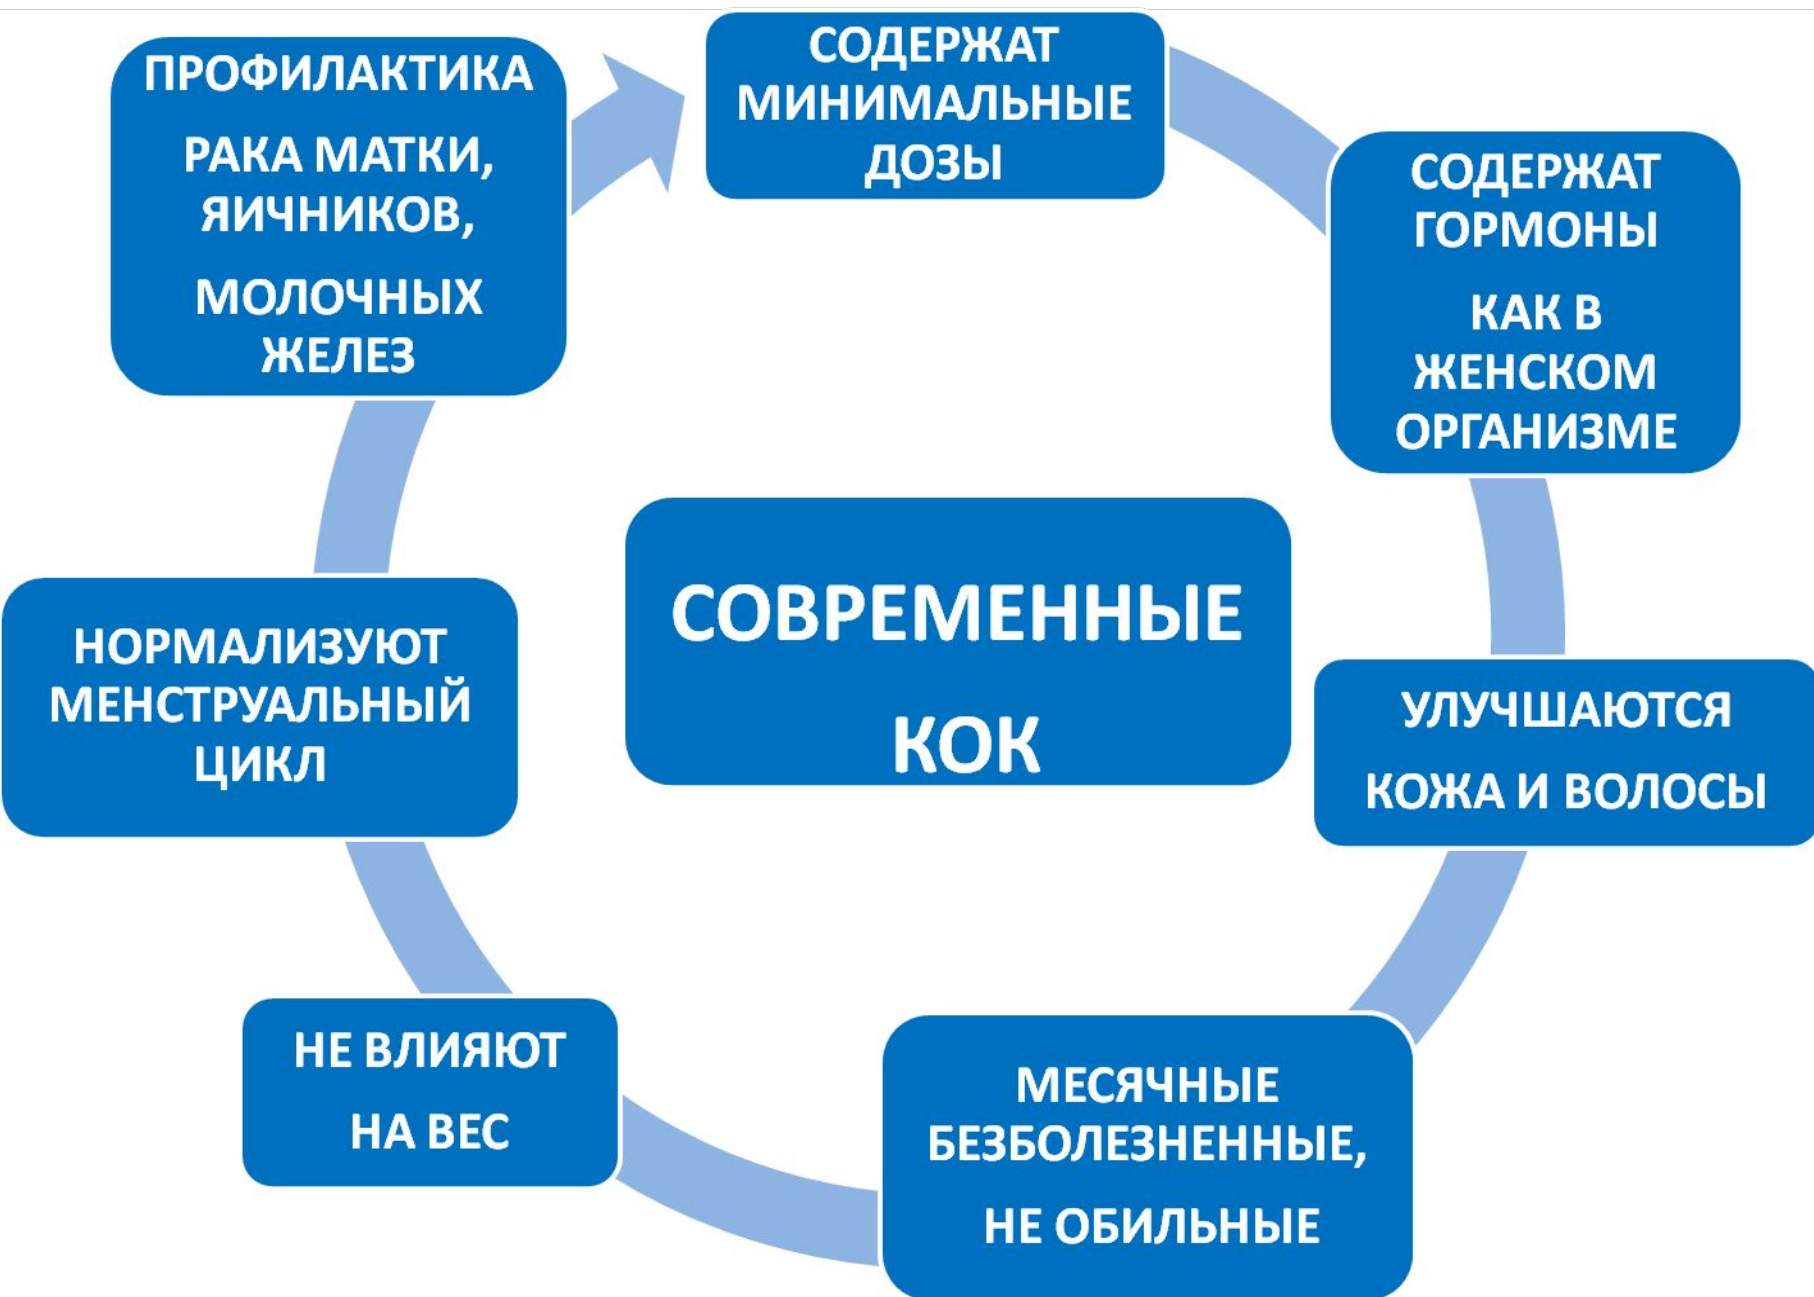 СОВРЕМЕННЫЕ
КОК
СОДЕРЖАТ
МИНИМАЛЬНЫЕ
ДОЗЫ
СОДЕРЖАТ
ГОРМОНЫ
КАК В
ЖЕНСКОМ
ОРГАНИЗМЕ
УЛУЧШАЮТСЯ
КОЖА И ВОЛОСЫ
МЕСЯЧНЫЕ
БЕЗБОЛЕЗНЕННЫЕ,
НЕ ОБИЛЬНЫЕ
НЕ ВЛИЯЮТ
НА ВЕС
НОРМАЛИЗУЮТ
МЕНСТРУАЛЬНЫЙ
ЦИКЛ
ПРОФИЛАКТИКА
РАКА МАТКИ,
ЯИЧНИКОВ,
МОЛОЧНЫХ
ЖЕЛЕЗ